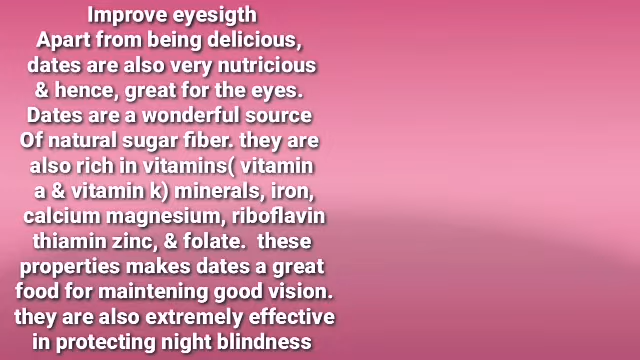 Improve eyesigth
Apart from being delicious,
dates are also very nutricious
& hence, great for the eyes.
Dates are a wonderful source
Of natural sugar fiber. they are
also rich in vitamins( vitamin
a & vitamin k) minerals, iron,
calcium magnesium, riboflavin
thiamin zinc, & folate.  these
properties makes dates a great
food for maintening good vision.
they are also extremely effective
in protecting night blindness